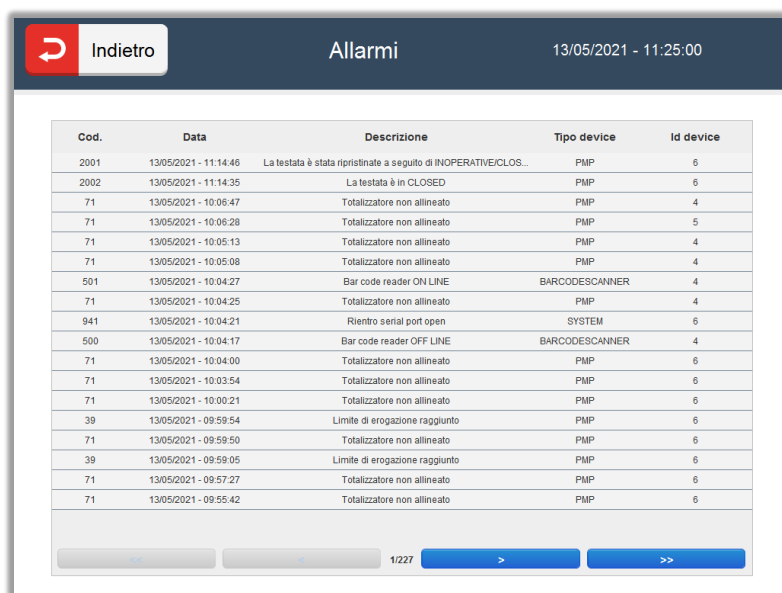 Indietro Allarmi 13/05/2021 - 11:25:00
Cod. Data Descrizione Tipo device Id device
2001 13/05/2021 - 11:14:46 La testata è stata ripristinate a seguito di INOPERATIVE/CLOS... PMP 6
2002 13/05/2021 - 11:14:35 La testata è in CLOSED PMP 6
71 13/05/2021 - 10:06:47 Totalizzatore non allineato PMP 4
71 13/05/2021 - 10:06:28 Totalizzatore non allineato PMP 5
71 13/05/2021 - 10:05:13 Totalizzatore non allineato PMP 4
71 13/05/2021 - 10:05:08 Totalizzatore non allineato PMP 4
501 13/05/2021 - 10:04:27 Bar code reader ON LINE BARCODESCANNER 4
71 13/05/2021 - 10:04:25 Totalizzatore non allineato PMP 4
941 13/05/2021 - 10:04:21 Rientro serial port open SYSTEM 6
500 13/05/2021 - 10:04:17 Bar code reader OFF LINE BARCODESCANNER 4
71 13/05/2021 - 10:04:00 Totalizzatore non allineato PMP 6
71 13/05/2021 - 10:03:54 Totalizzatore non allineato PMP 6
71 13/05/2021 - 10:00:21 Totalizzatore non allineato PMP 6
39 13/05/2021 - 09:59:54 Limite di erogazione raggiunto PMP 6
71 13/05/2021 - 09:59:50 Totalizzatore non allineato PMP 6
39 13/05/2021 - 09:59:05 Limite di erogazione raggiunto PMP 6
71 13/05/2021 - 09:57:27 Totalizzatore non allineato PMP 6
71 13/05/2021 - 09:55:42 Totalizzatore non allineato PMP 6
<< < 1/227 > >>